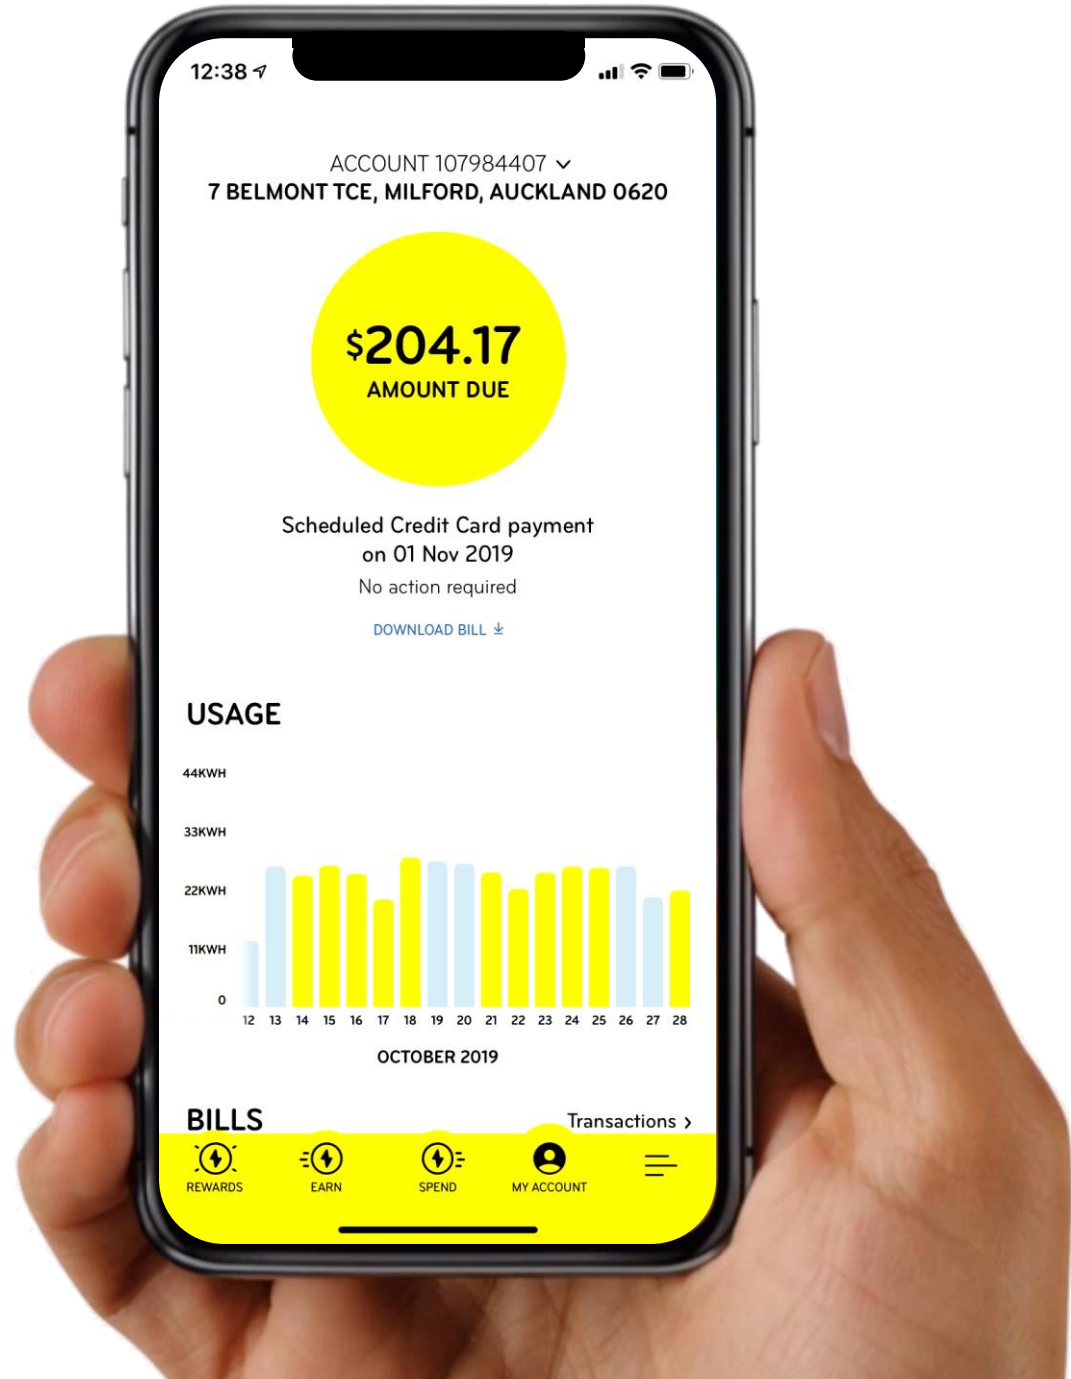 12:38
ACCOUNT 107984407
7 BELMONT TCE, MILFORD, AUCKLAND 0620
$204.17
AMOUNT DUE
Scheduled Credit Card payment
on 01 Nov 2019
No action required
DOWNLOAD BILL
USAGE
44KWH
33KWH
22KWH
11KWH
0
12 13 14 15 16 17 18 19 20 21 22 23 24 25 26 27 28
OCTOBER 2019
BILLS Transactions >
REWARDS EARN SPEND MY ACCOUNT